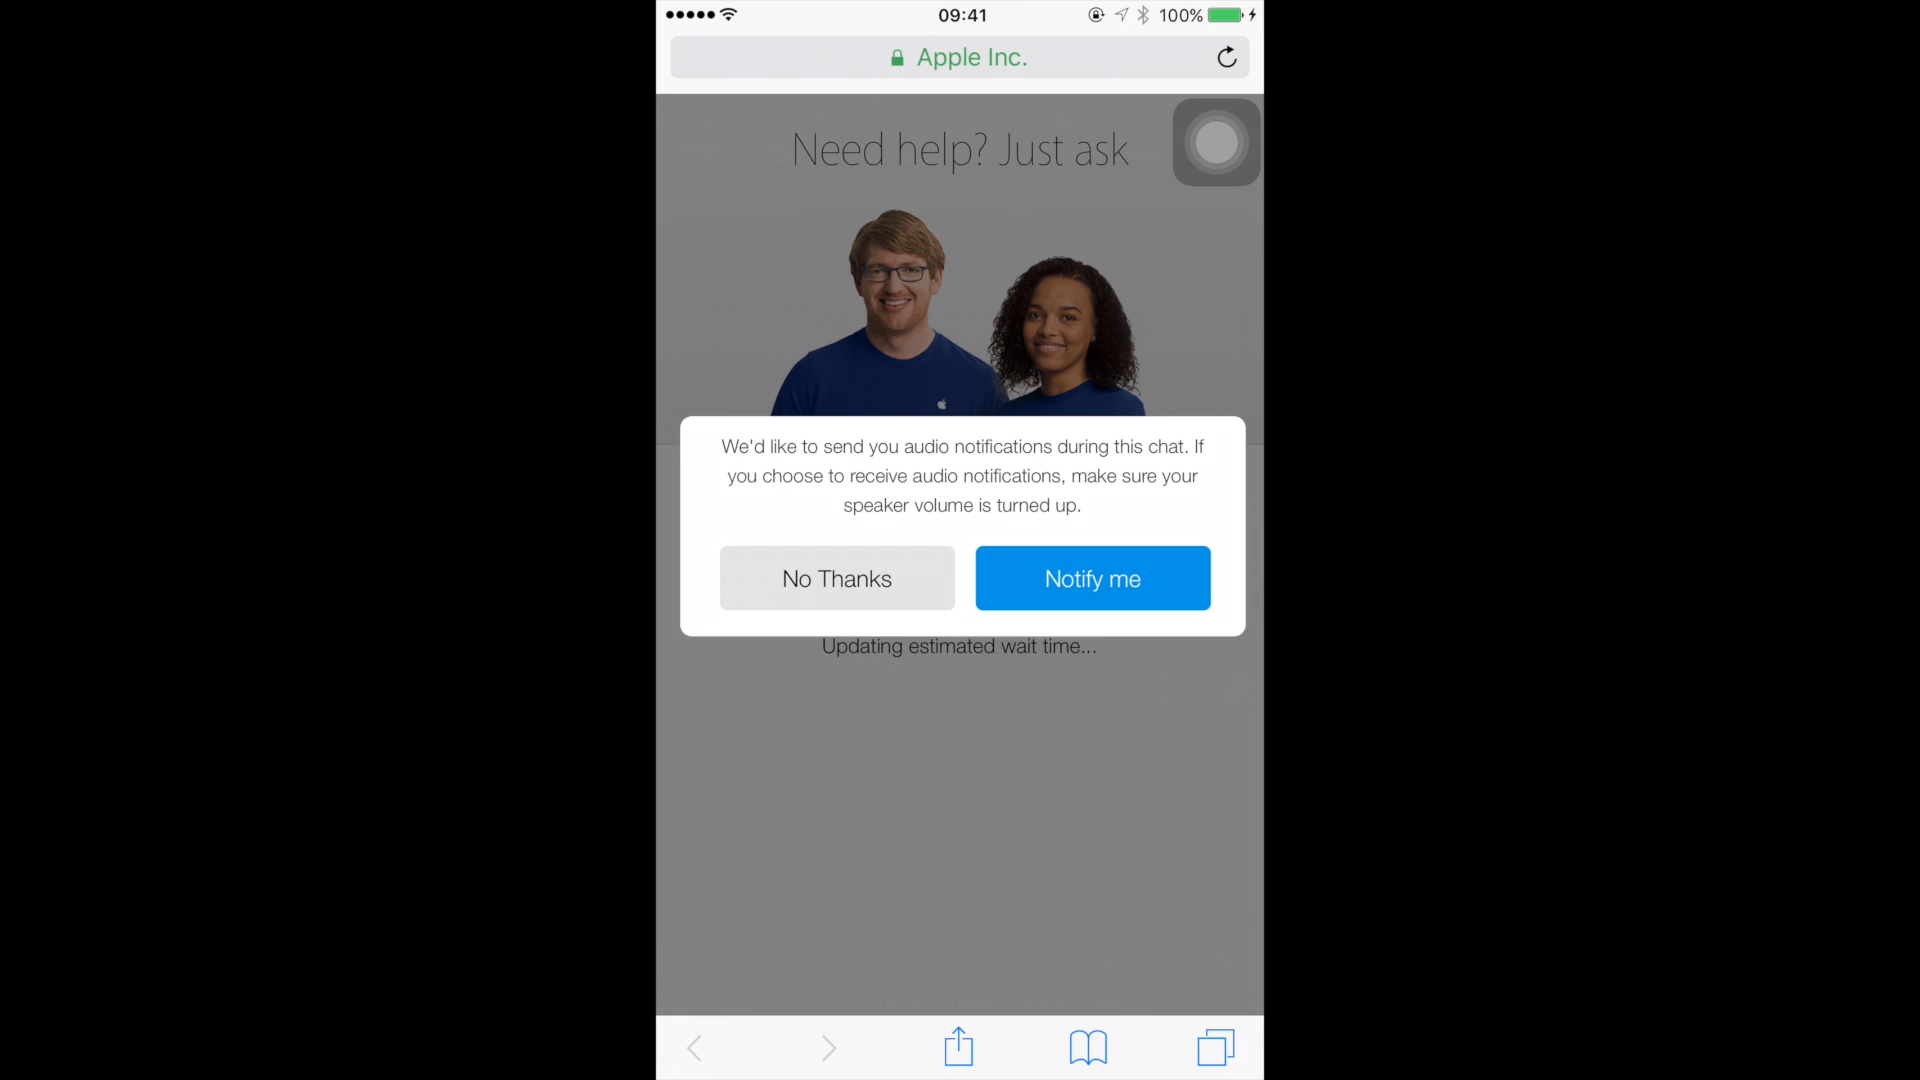 09:41
100%
Apple Inc.
Need help? Just ask
We'd like to send you audio notifications during this chat. If
you choose to receive audio notifications, make sure your
speaker volume is turned up.
No Thanks
Notify me
Updating estimated wait time...